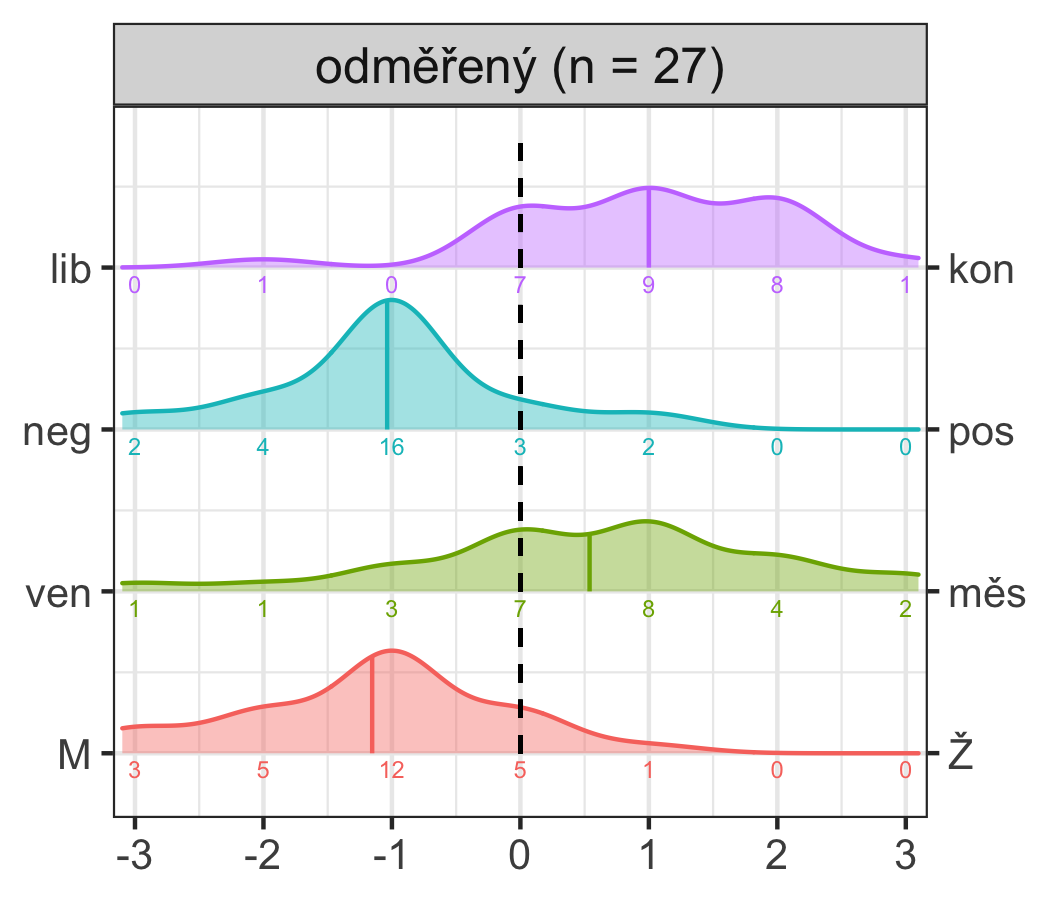 odměřený (n = 27)
lib kon
0 1 0 7 9 8 1
neg pos
2 4 16 3 2 0 0
ven měs
1 1 3 7 8 4 2
M Ž
3 5 12 5 1 0 0
-3 -2 -1 0 1 2 3